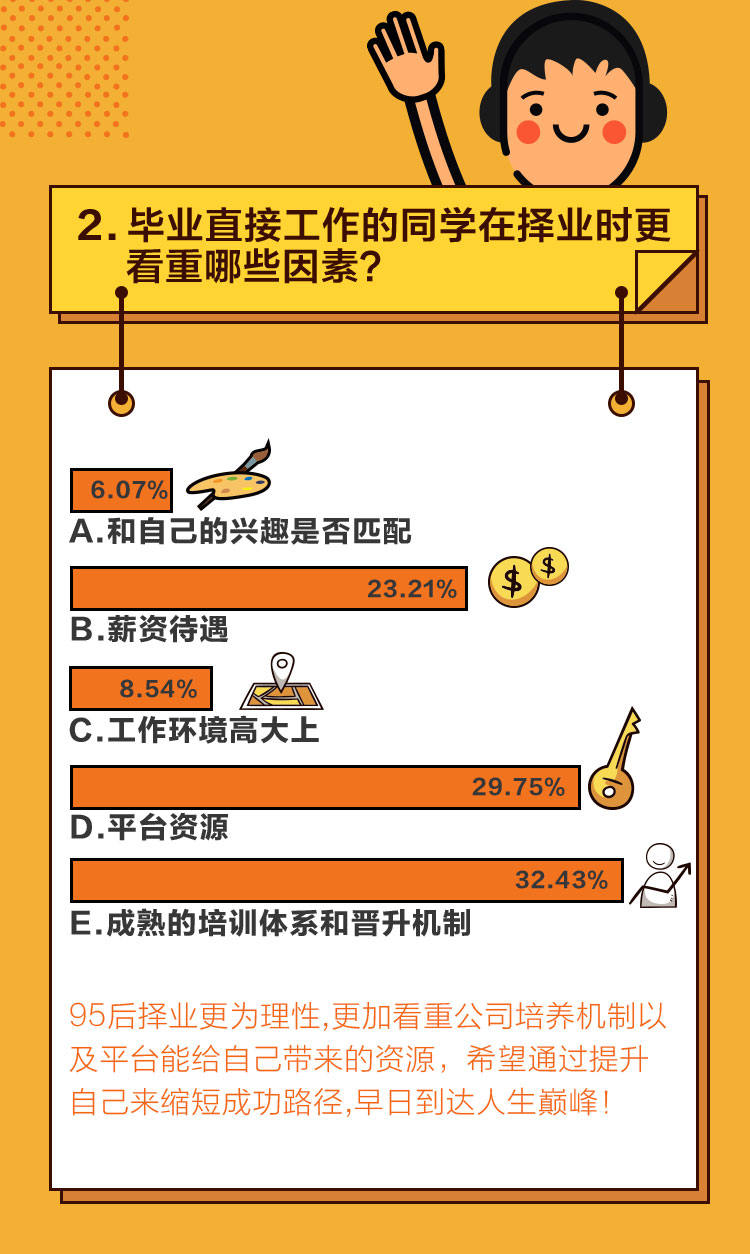 2.毕业直接工作的同学在择业时更
看重哪些因素？
6.07%
A.和自己的兴趣是否匹配
23.21%
B.薪资待遇
8.54%
C.工作环境高大上
29.75%
D.平台资源
32.43%
E.成熟的培训体系和晋升机制
95后择业更为理性,更加看重公司培养机制以
及平台能给自己带来的资源，希望通过提升
自己来缩短成功路径,早日到达人生巅峰！